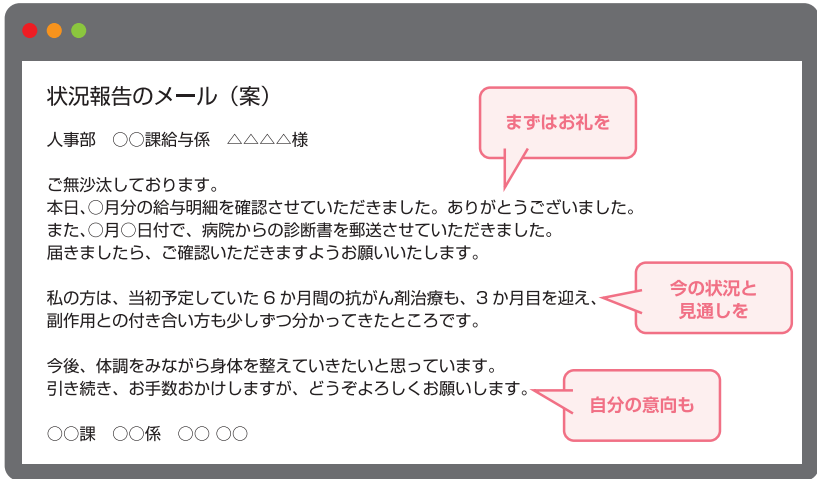 状況報告のメール（案）
人事部　○○課給与係　△△△△様
まずはお礼を
ご無沙汰しております。
本日、○月分の給与明細を確認させていただきました。ありがとうございました。
また、○月○日付で、病院からの診断書を郵送させていただきました。
届きましたら、ご確認いただきますようお願いいたします。
私の方は、当初予定していた6か月間の抗がん剤治療も、3か月目を迎え、
副作用との付き合い方も少しずつ分かってきたところです。
今の状況と
見通しを
今後、体調をみながら身体を整えていきたいと思っています。
引き続き、お手数おかけしますが、どうぞよろしくお願いします。
自分の意向も
○○課　○○係　○○ ○○